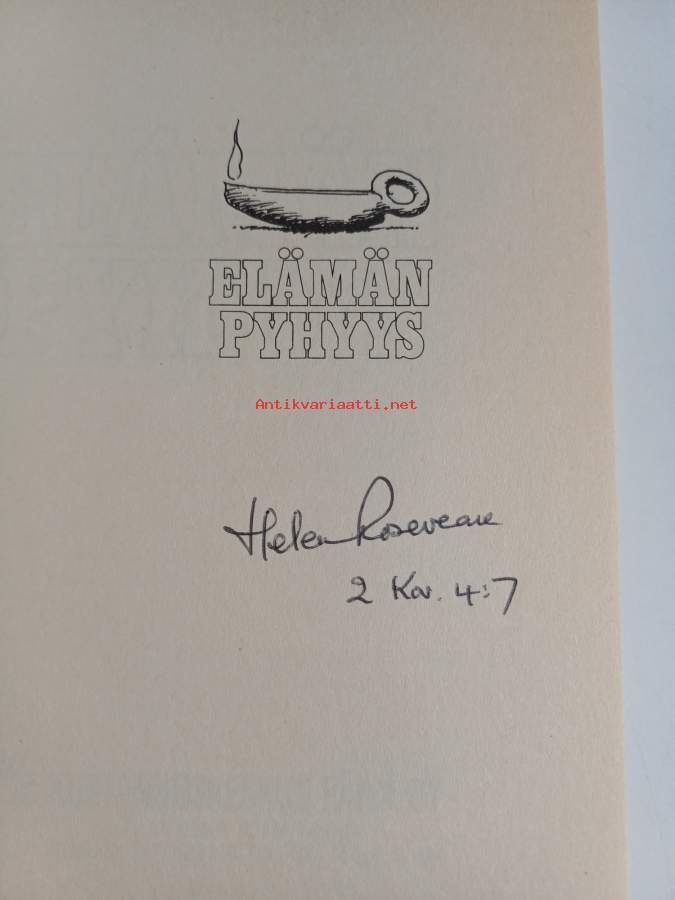 ELÄMÄN
PYHYYS
Antikvariaatti.net
Helen Roseveare
2 Kor. 4:7